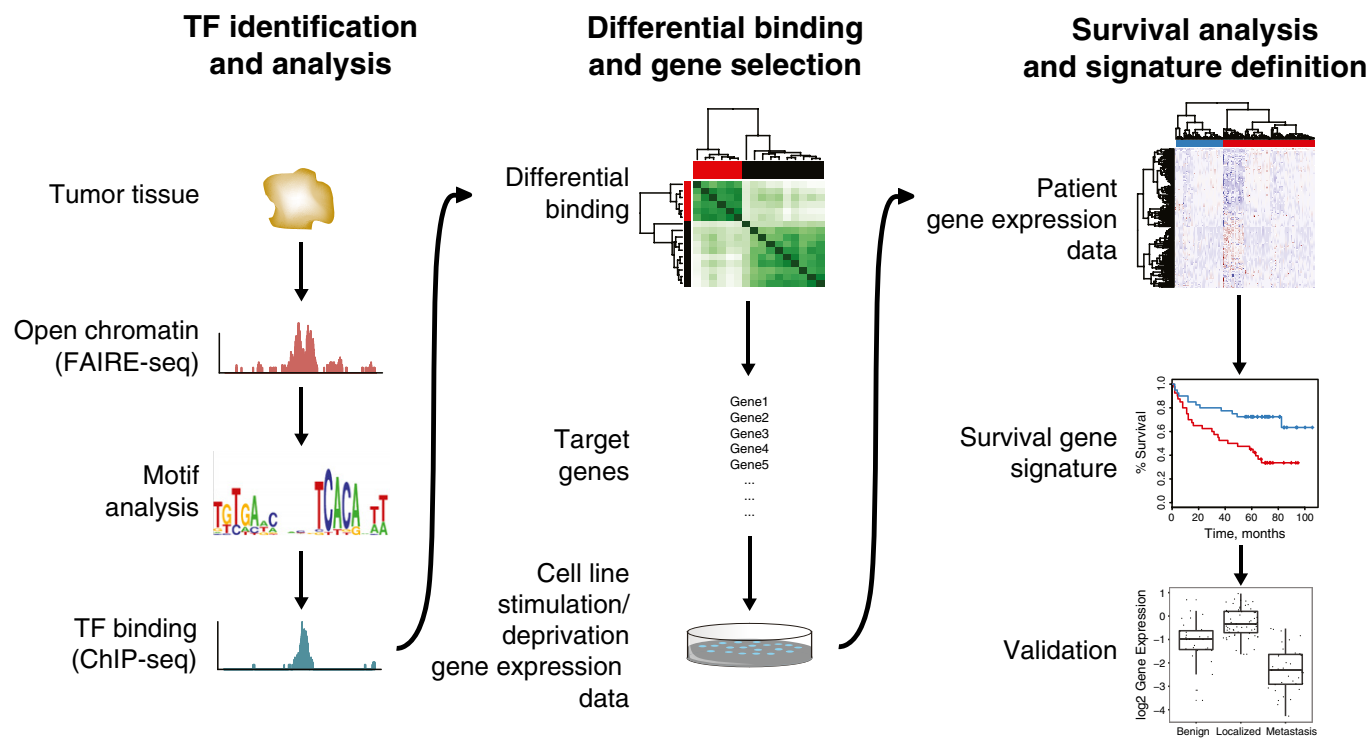 TF identification
and analysis
Differential binding
and gene selection
Survival analysis
and signature definition
Tumor tissue
Open chromatin
(FAIRE-seq)
Motif
analysis
TGTGAAC
TCACA TT
TF binding
(ChIP-seq)
Differential
binding
Target
genes
Gene1
Gene2
Gene3
Gene4
Gene5
...
...
...
Cell line
stimulation/
deprivation
gene expression
data
Patient
gene expression
data
Survival gene
signature
% Survival
1.0
0.8
0.6
0.4
0.2
0.0
0 20 40 60 80 100
Time, months
Validation
log2 Gene Expression
1
0
−1
−2
−3
−4
Benign Localized Metastasis